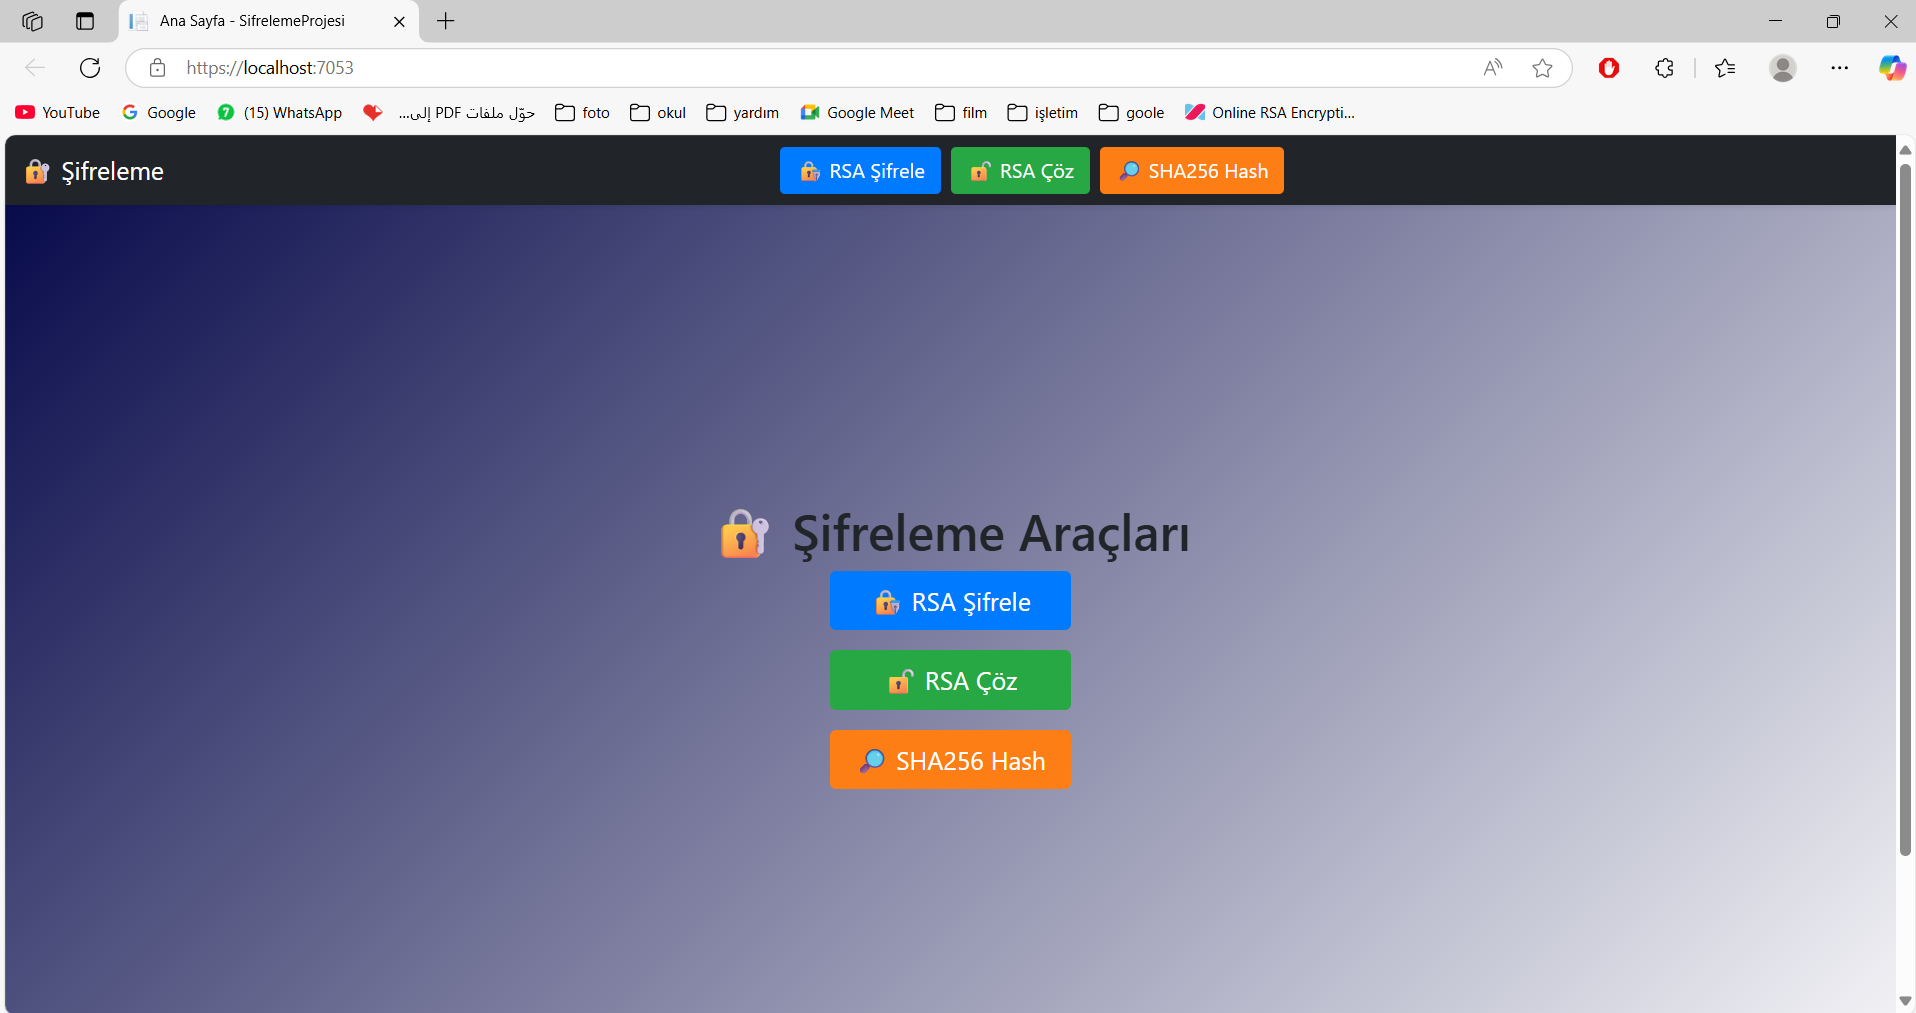 Ana Sayfa - SifrelemeProjesi
https://localhost:7053
YouTube Google (15) WhatsApp حوّل ملفات PDF إلى... foto okul yardım Google Meet film işletim goole Online RSA Encrypti...
Şifreleme RSA Şifrele RSA Çöz SHA256 Hash
Şifreleme Araçları
RSA Şifrele
RSA Çöz
SHA256 Hash